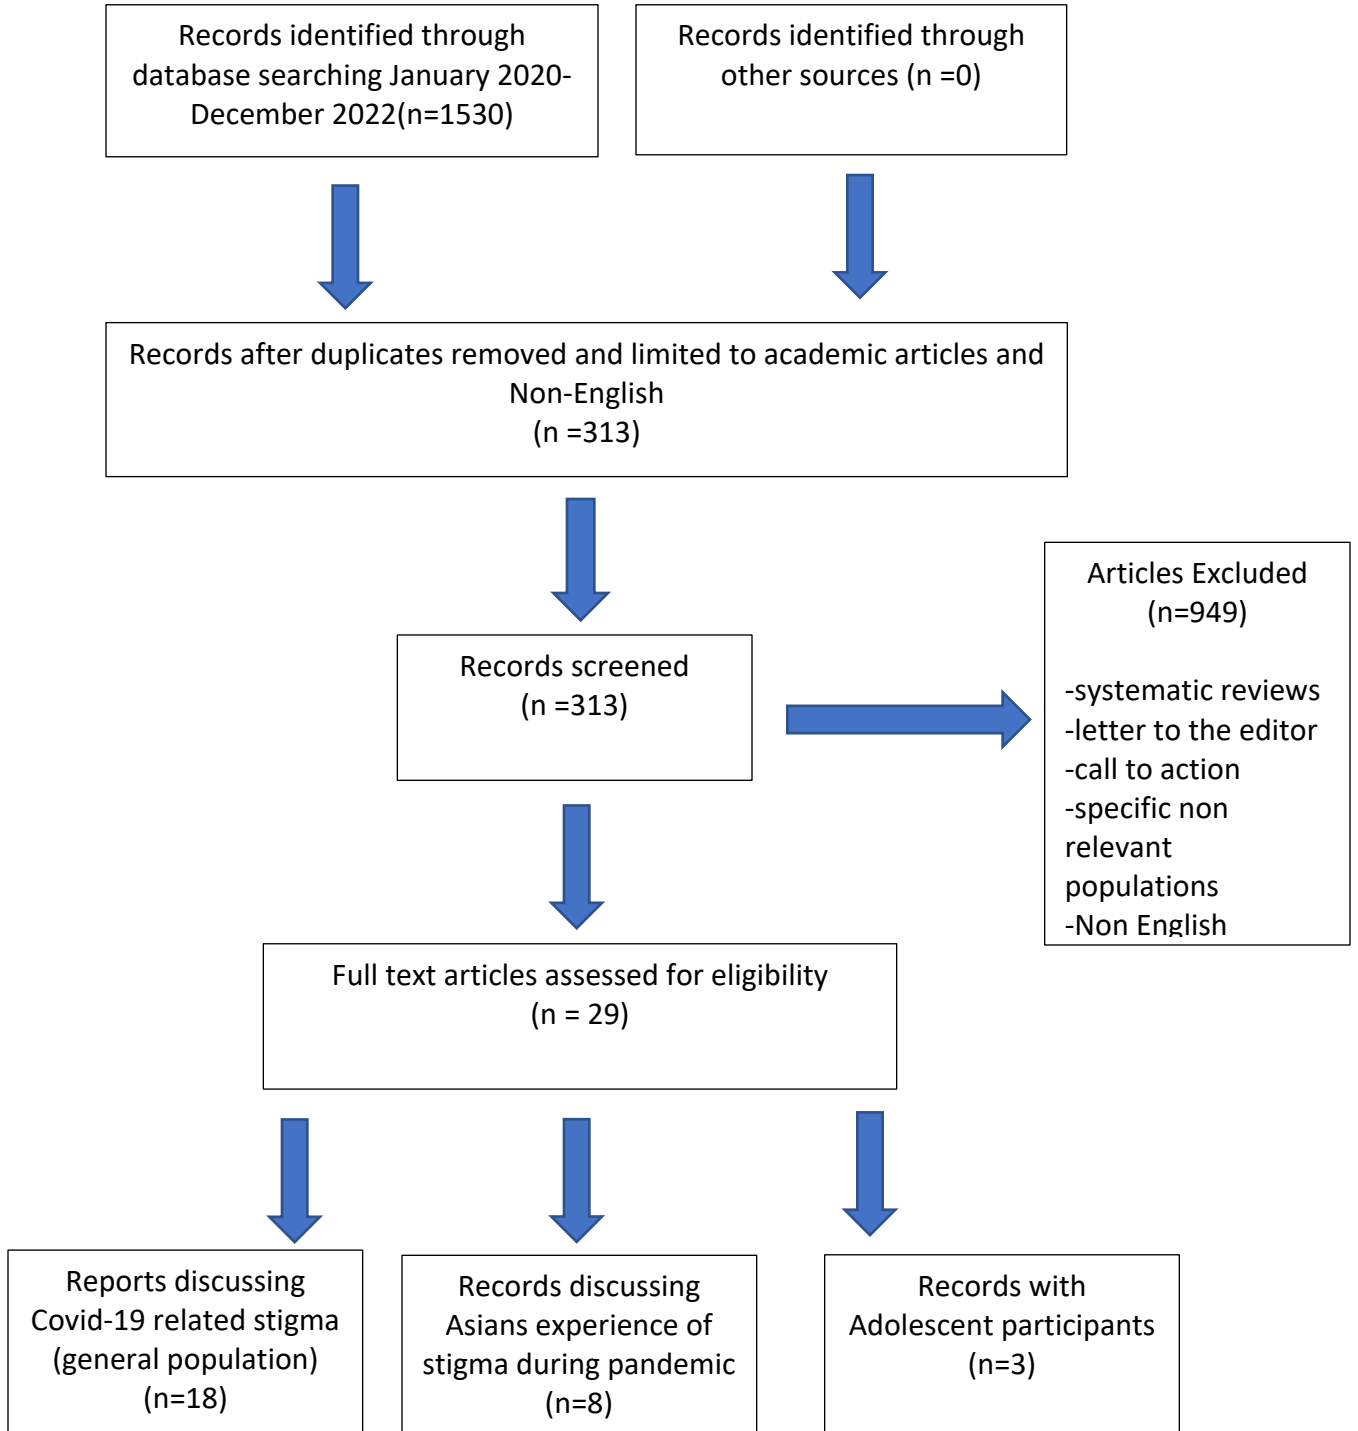 Records identified through
database searching January 2020-
December 2022(n=1530)
Records identified through
other sources (n =0)
Records after duplicates removed and limited to academic articles and
Non-English
(n =313)
Records screened
(n =313)
Articles Excluded
(n=949)
-systematic reviews
-letter to the editor
-call to action
-specific non
relevant
populations
-Non English
Full text articles assessed for eligibility
(n = 29)
Reports discussing
Covid-19 related stigma
(general population)
(n=18)
Records discussing
Asians experience of
stigma during pandemic
(n=8)
Records with
Adolescent participants
(n=3)